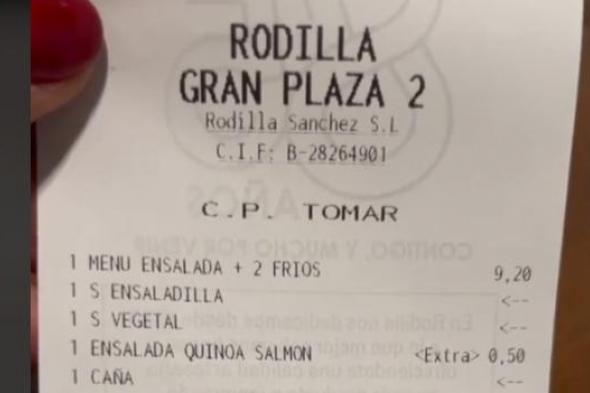 RODILLA
GRAN PLAZA 2
Rodilla Sanchez S.L
C.I.F: B-28264901
C.P. TOMAR
1 MENU ENSALADA + 2 FRIOS 9,20
1 S ENSALADILLA <--
1 S VEGETAL <--
1 ENSALADA QUINOA SALMON <Extra> 0,50
1 CAÑA <--